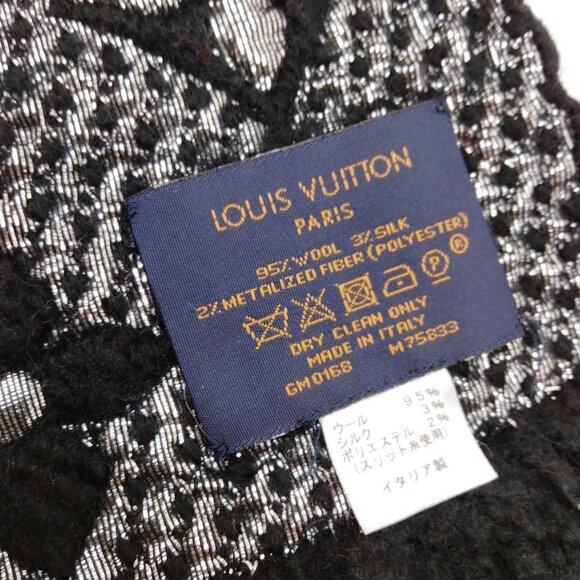 LOUIS VUITTON
PARIS
95% WOOL 3% SILK
2% METALIZED FIBER (POLYESTER)
P
DRY CLEAN ONLY
MADE IN ITALY
GM0168 M75833
ウール 95%
シルク 3%
ポリエステル 2%
(スリット糸使用)
イタリア製